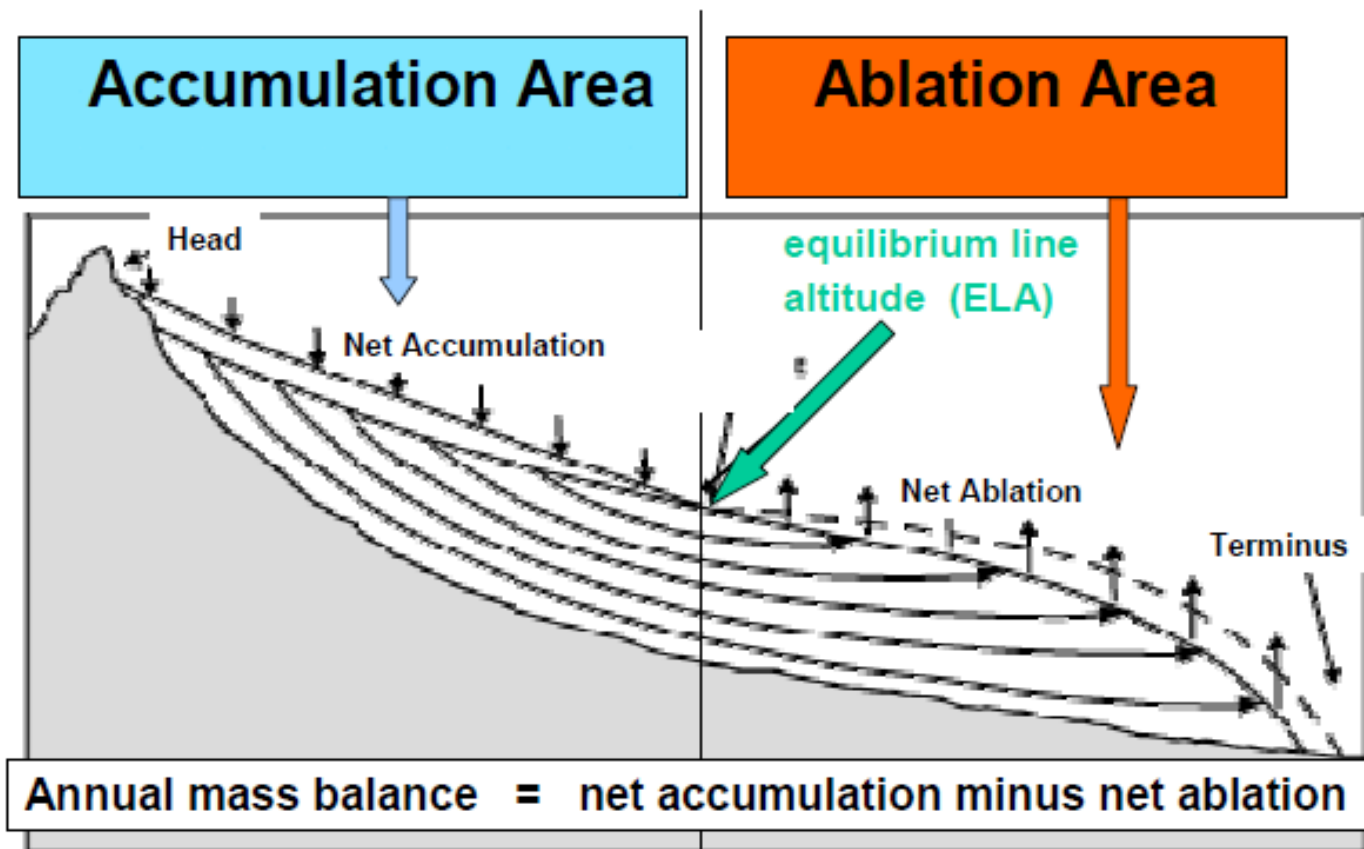 Accumulation Area
Ablation Area
Head
equilibrium line
altitude (ELA)
Net Accumulation
Net Ablation
Terminus
Annual mass balance = net accumulation minus net ablation